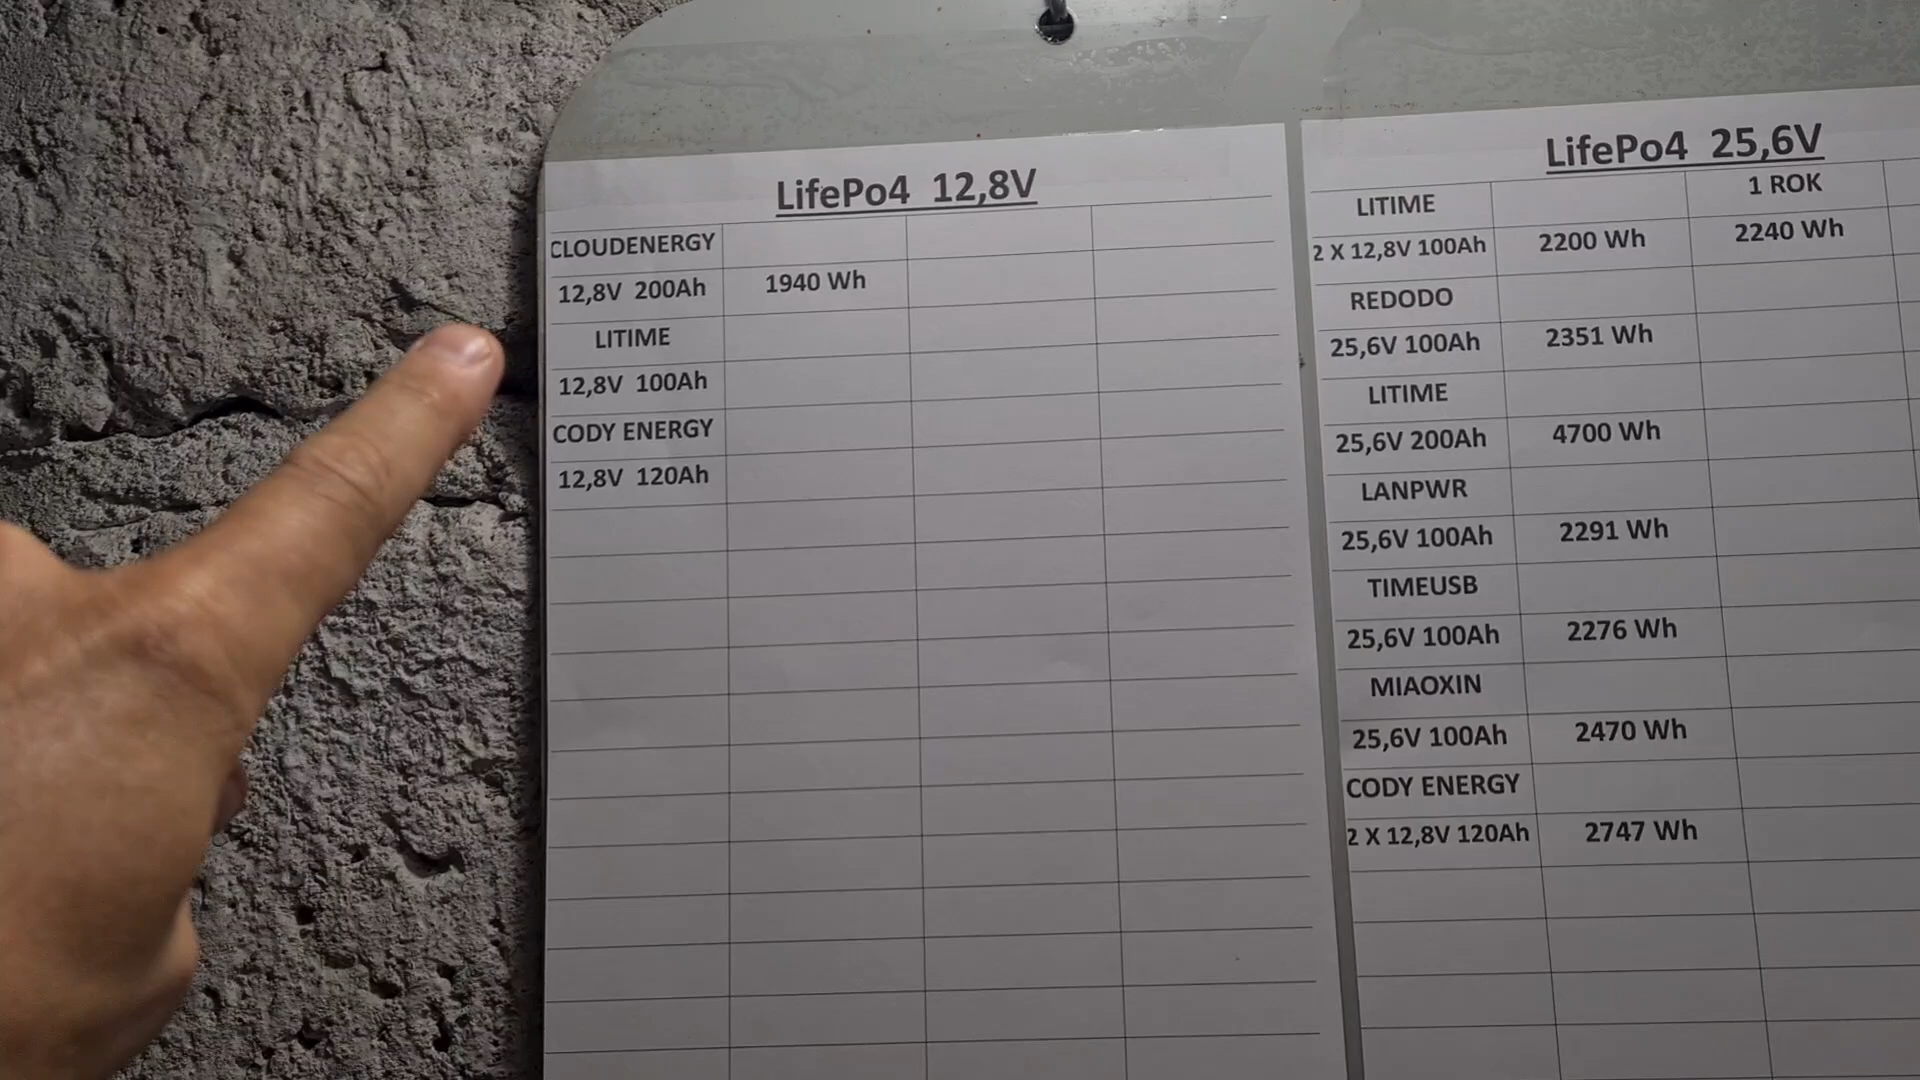 LifePo4 12,8V
CLOUDENERGY
12,8V 200Ah 1940 Wh
LITIME
12,8V 100Ah
CODY ENERGY
12,8V 120Ah
LifePo4 25,6V
LITIME 1 ROK
2 X 12,8V 100Ah 2200 Wh 2240 Wh
REDODO
25,6V 100Ah 2351 Wh
LITIME
25,6V 200Ah 4700 Wh
LANPWR
25,6V 100Ah 2291 Wh
TIMEUSB
25,6V 100Ah 2276 Wh
MIAOXIN
25,6V 100Ah 2470 Wh
CODY ENERGY
2 X 12,8V 120Ah 2747 Wh